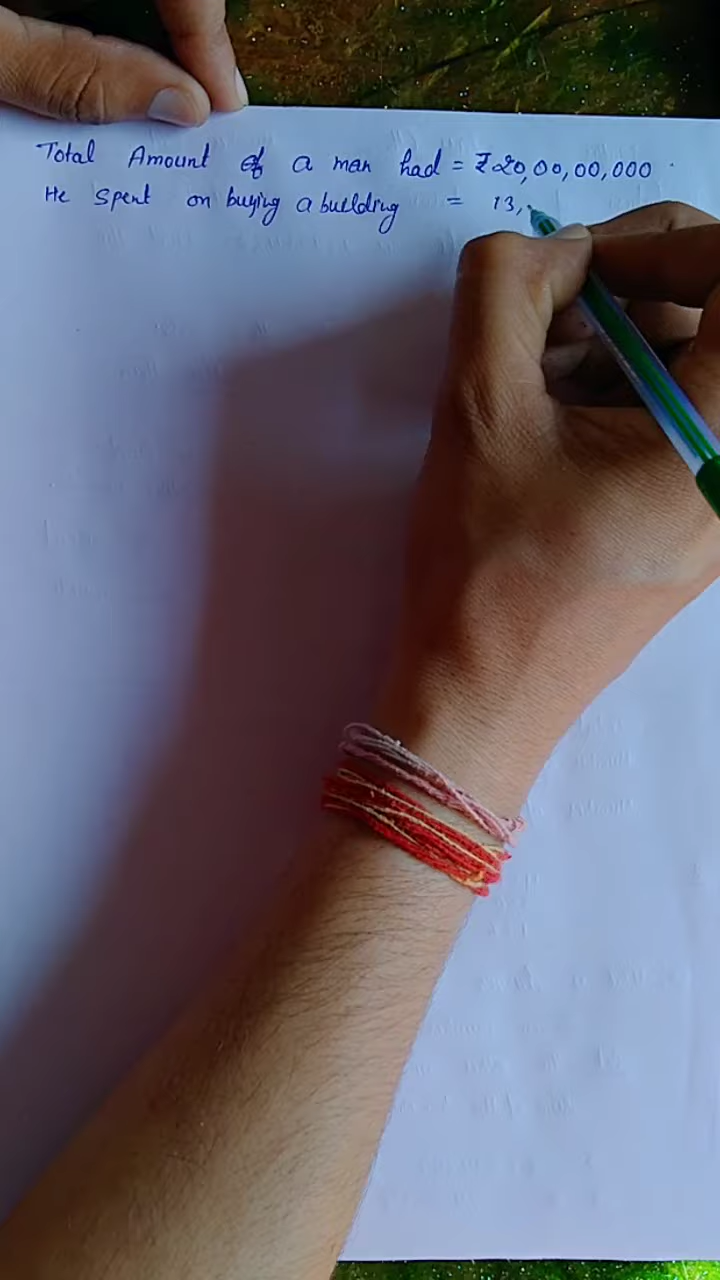 Total Amount of a man had = ₹20,00,00,000
He spent on buying a building = 13,